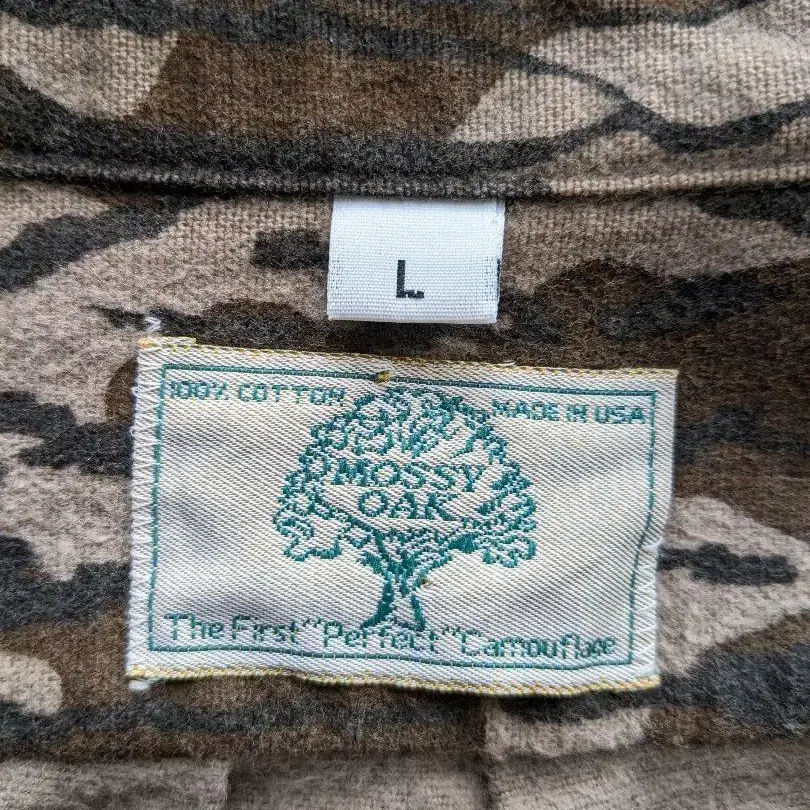 L
100% COTTON MADE IN USA
MOSSY
OAK
The First "Perfect" Camouflage